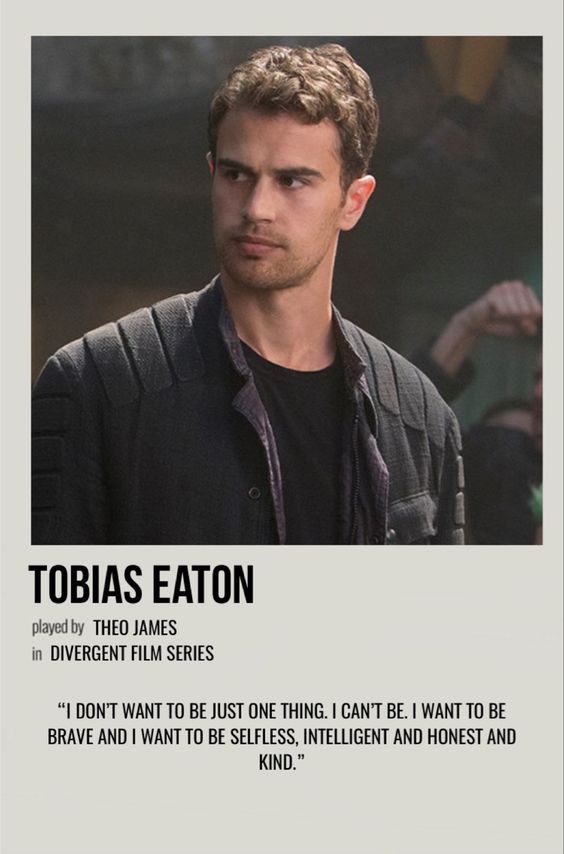 TOBIAS EATON
played by THEO JAMES
in DIVERGENT FILM SERIES
“I DON’T WANT TO BE JUST ONE THING. I CAN’T BE. I WANT TO BE
BRAVE AND I WANT TO BE SELFLESS, INTELLIGENT AND HONEST AND
KIND.”